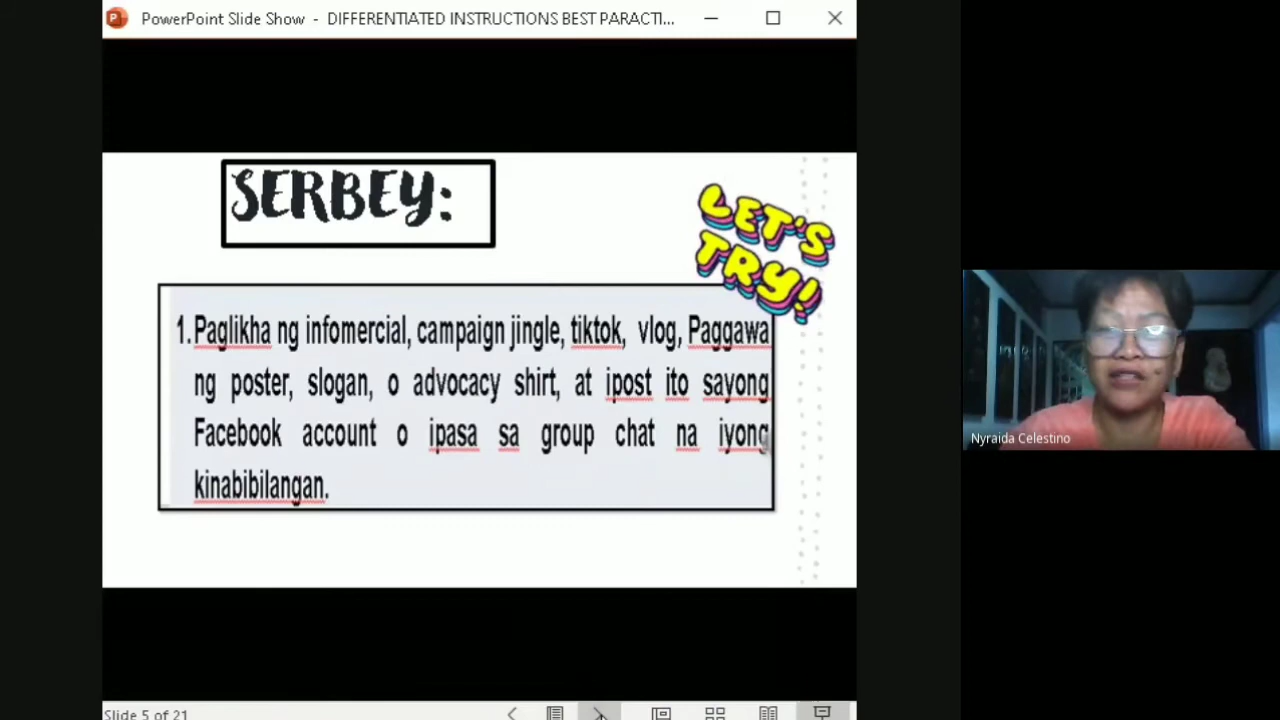 PowerPoint Slide Show - DIFFERENTIATED INSTRUCTIONS BEST PARACTI...
SERBEY:
LET'S
TRY!
1. Paglikha ng infomercial, campaign jingle, tiktok, vlog, Paggawa
ng poster, slogan, o advocacy shirt, at ipost ito sayong
Facebook account o ipasa sa group chat na iyong
kinabibilangan.
Nyraida Celestino
Slide 5 of 21